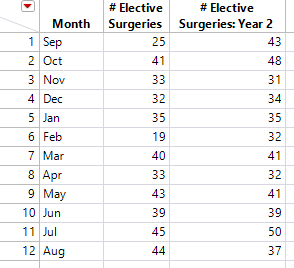 Month # Elective Surgeries # Elective Surgeries: Year 2
1 Sep 25 43
2 Oct 41 48
3 Nov 33 31
4 Dec 32 34
5 Jan 35 35
6 Feb 19 32
7 Mar 40 41
8 Apr 33 32
9 May 43 41
10 Jun 39 39
11 Jul 45 50
12 Aug 44 37